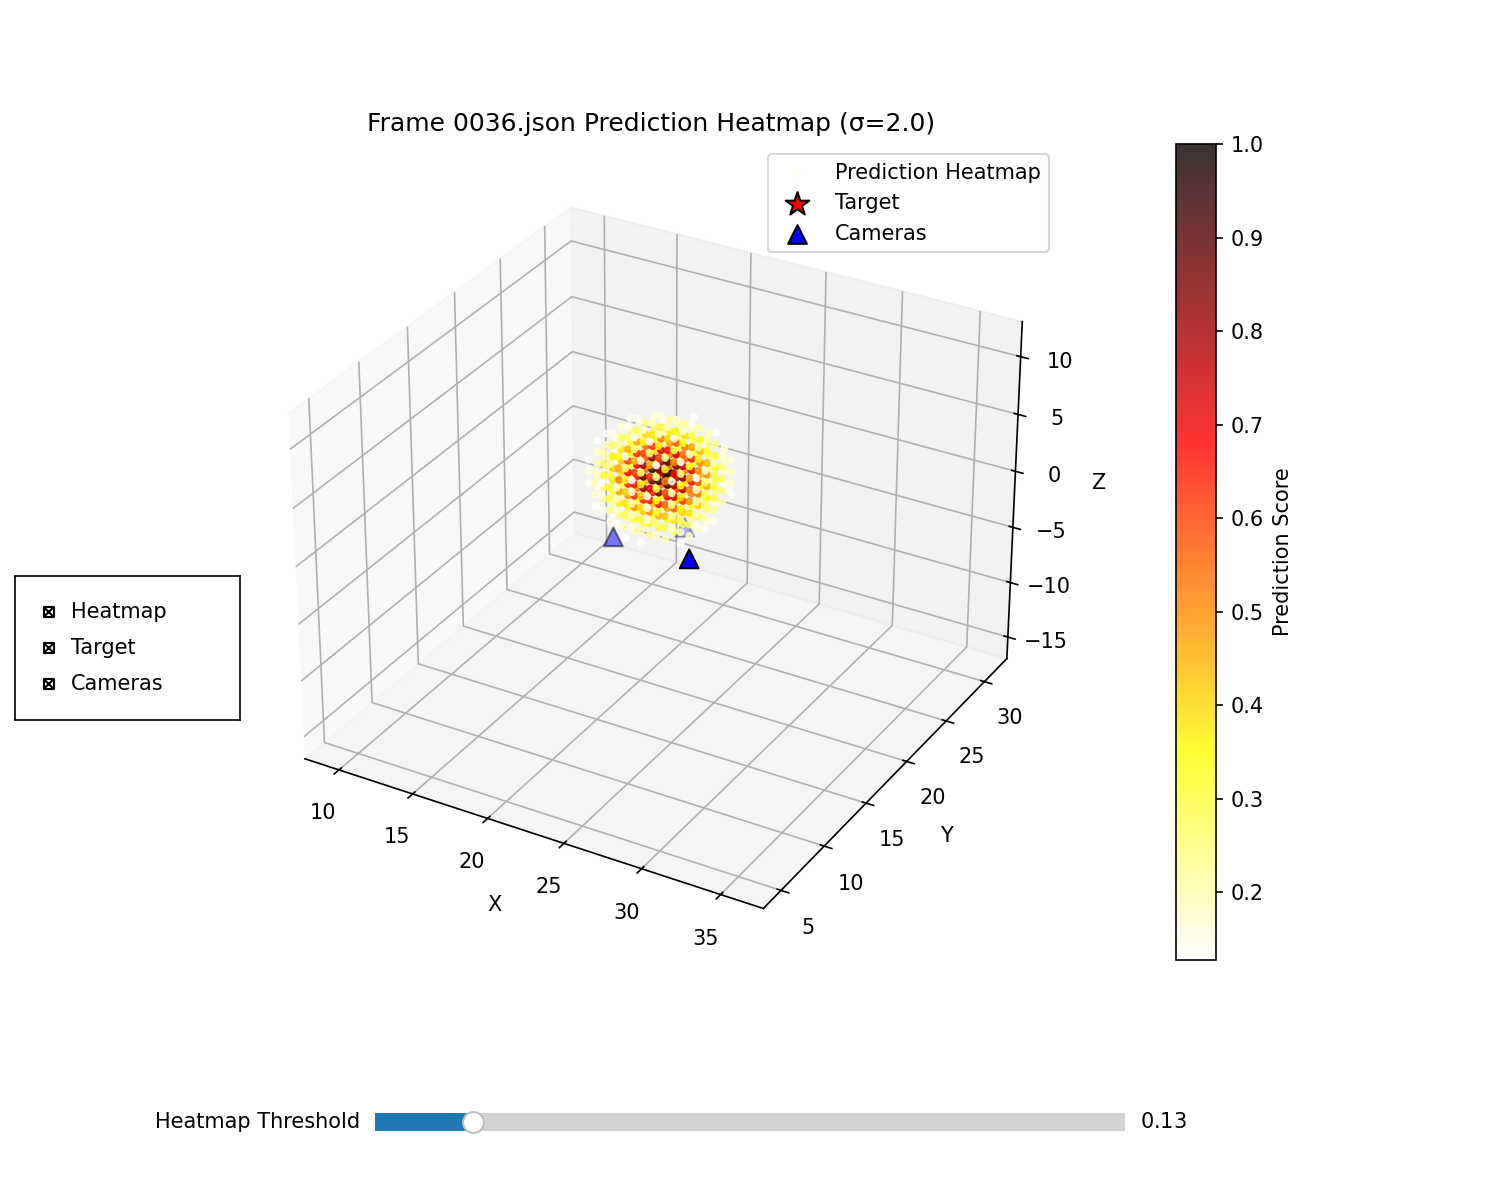 Frame 0036.json Prediction Heatmap (σ=2.0)
Prediction Heatmap
Target
Cameras
1.0
0.9
0.8
0.7
0.6
0.5
0.4
0.3
0.2
Prediction Score
10
5
0
−5
−10
−15
Z
30
25
20
15
10
5
Y
10
15
20
25
30
35
X
Heatmap
Target
Cameras
Heatmap Threshold
0.13